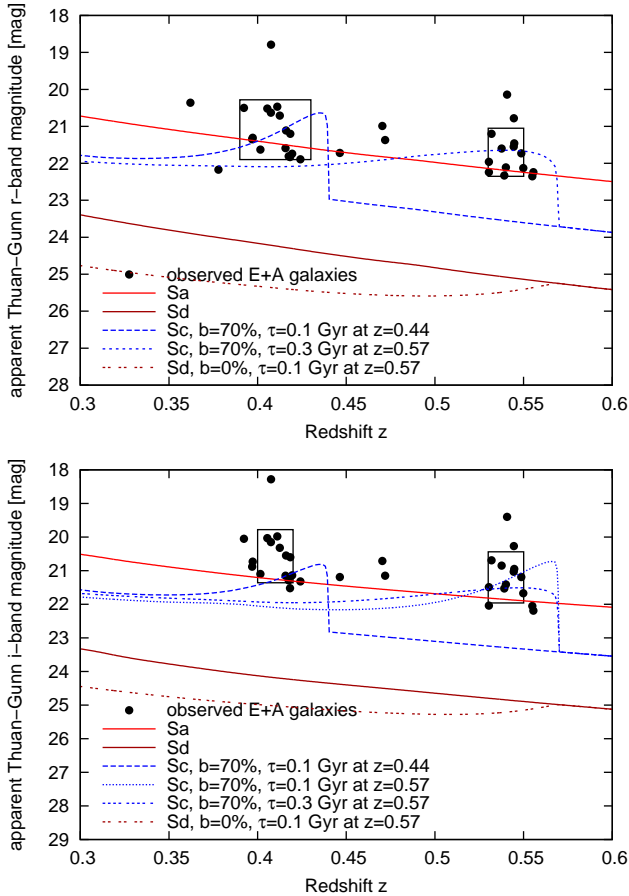 apparent Thuan-Gunn r-band magnitude [mag]
18
19
20
21
22
23
24
25
26
27
28
observed E+A galaxies
Sa
Sd
Sc, b=70%, τ=0.1 Gyr at z=0.44
Sc, b=70%, τ=0.3 Gyr at z=0.57
Sd, b=0%, τ=0.1 Gyr at z=0.57
0.3 0.35 0.4 0.45 0.5 0.55 0.6
Redshift z
apparent Thuan-Gunn i-band magnitude [mag]
18
19
20
21
22
23
24
25
26
27
28
29
observed E+A galaxies
Sa
Sd
Sc, b=70%, τ=0.1 Gyr at z=0.44
Sc, b=70%, τ=0.1 Gyr at z=0.57
Sc, b=70%, τ=0.3 Gyr at z=0.57
Sd, b=0%, τ=0.1 Gyr at z=0.57
0.3 0.35 0.4 0.45 0.5 0.55 0.6
Redshift z